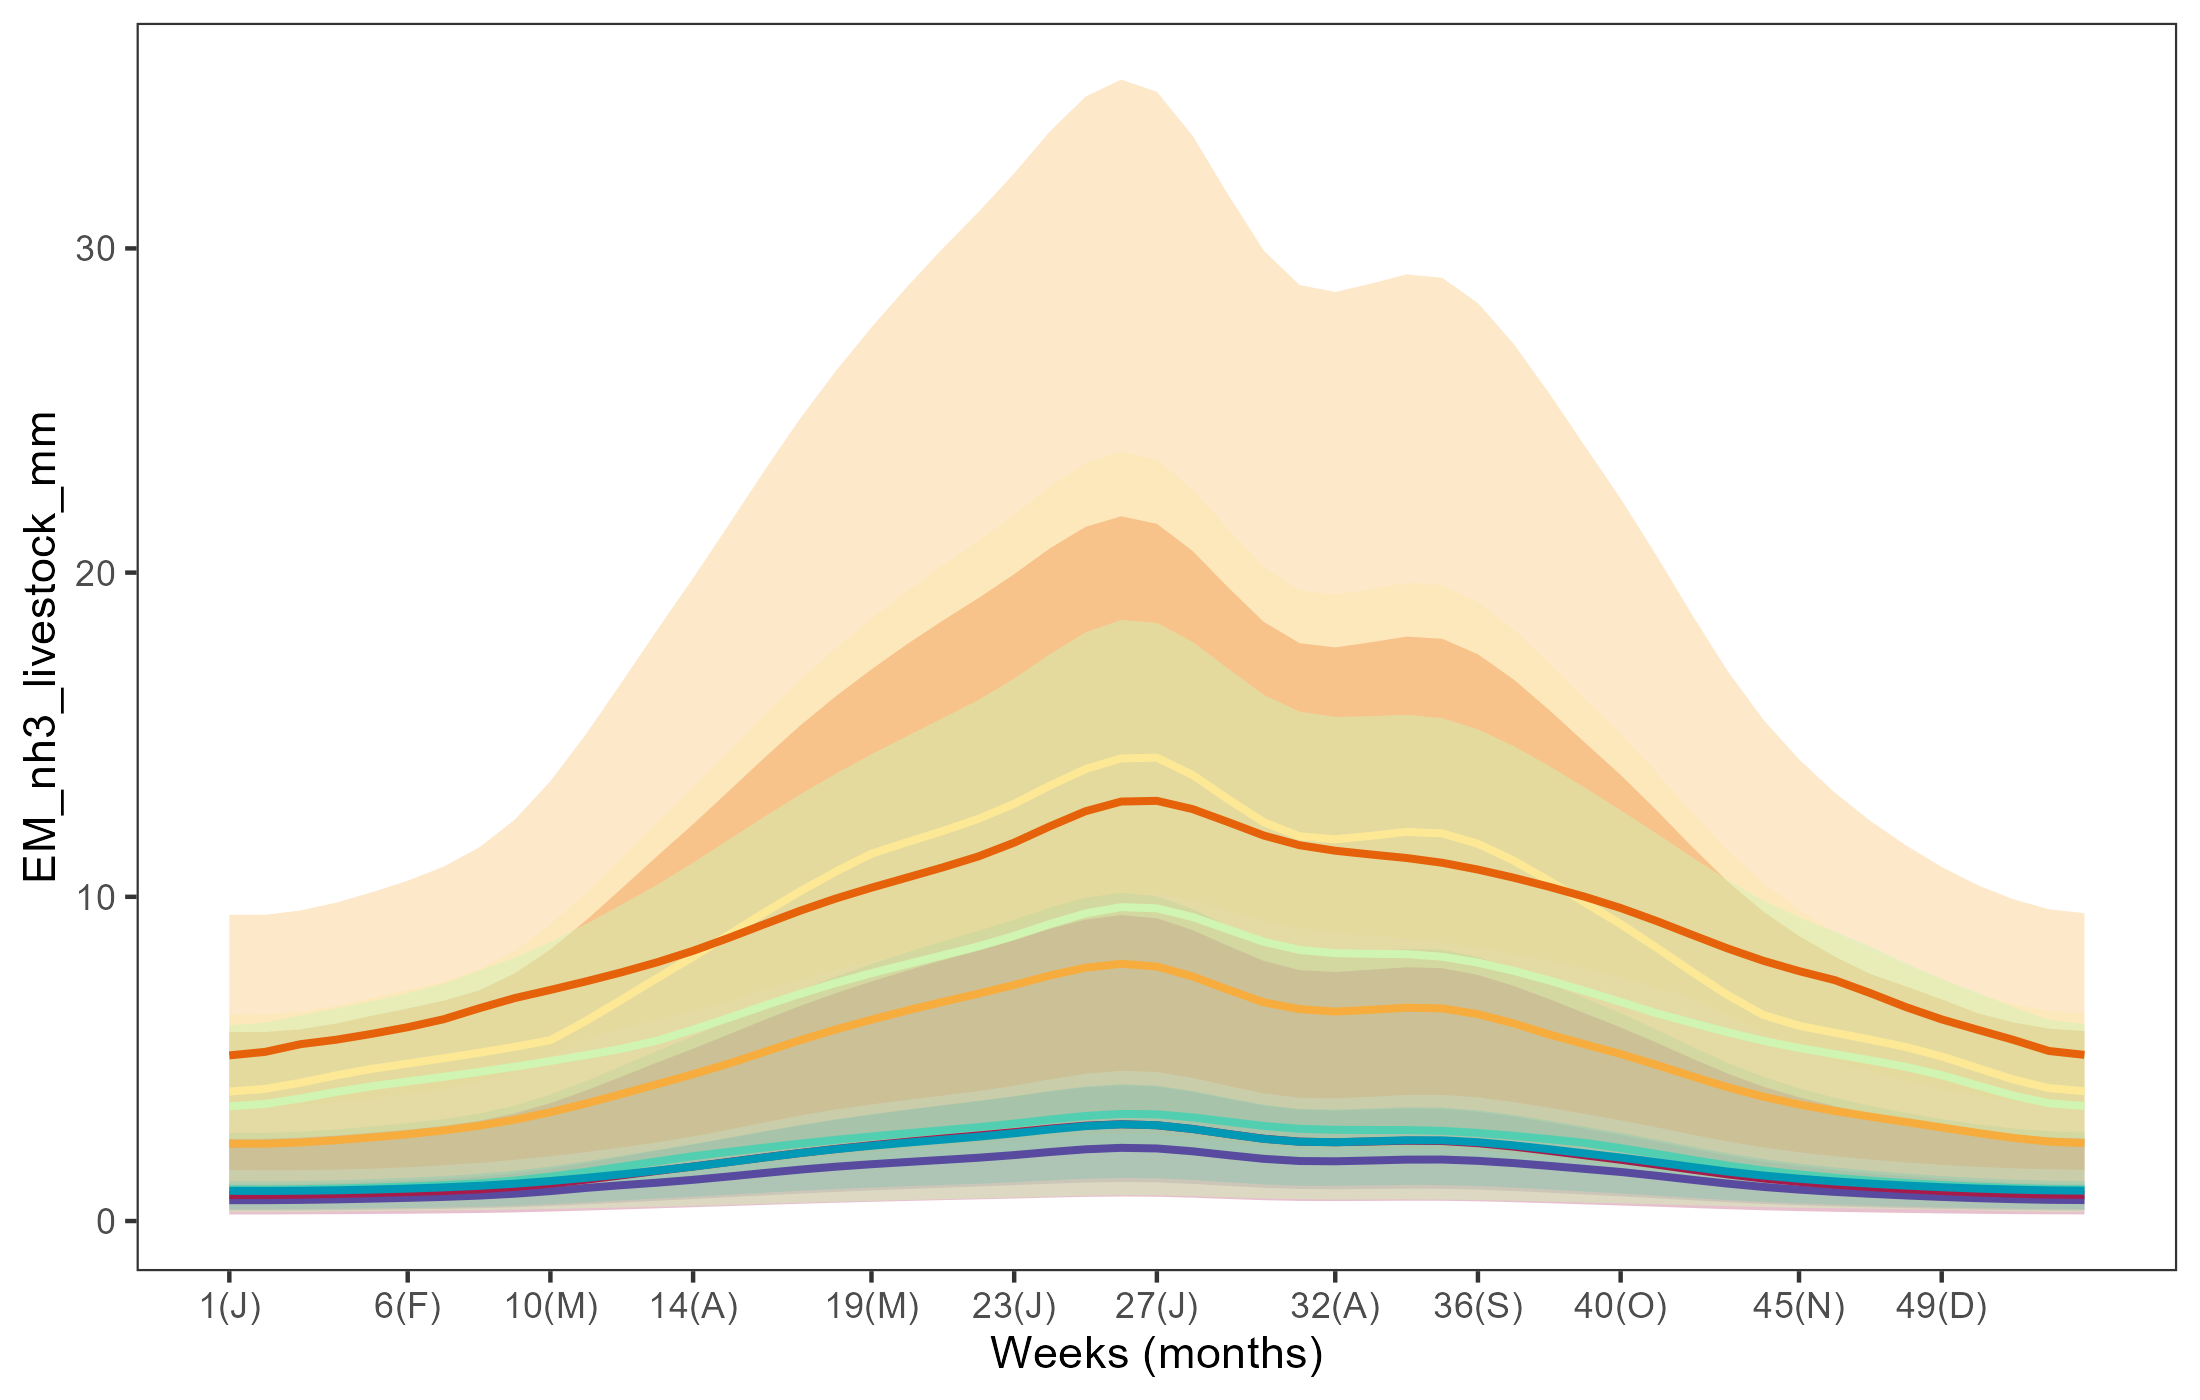 EM_nh3_livestock_mm
30
20
10
0
1(J) 6(F) 10(M) 14(A) 19(M) 23(J) 27(J) 32(A) 36(S) 40(O) 45(N) 49(D)
Weeks (months)